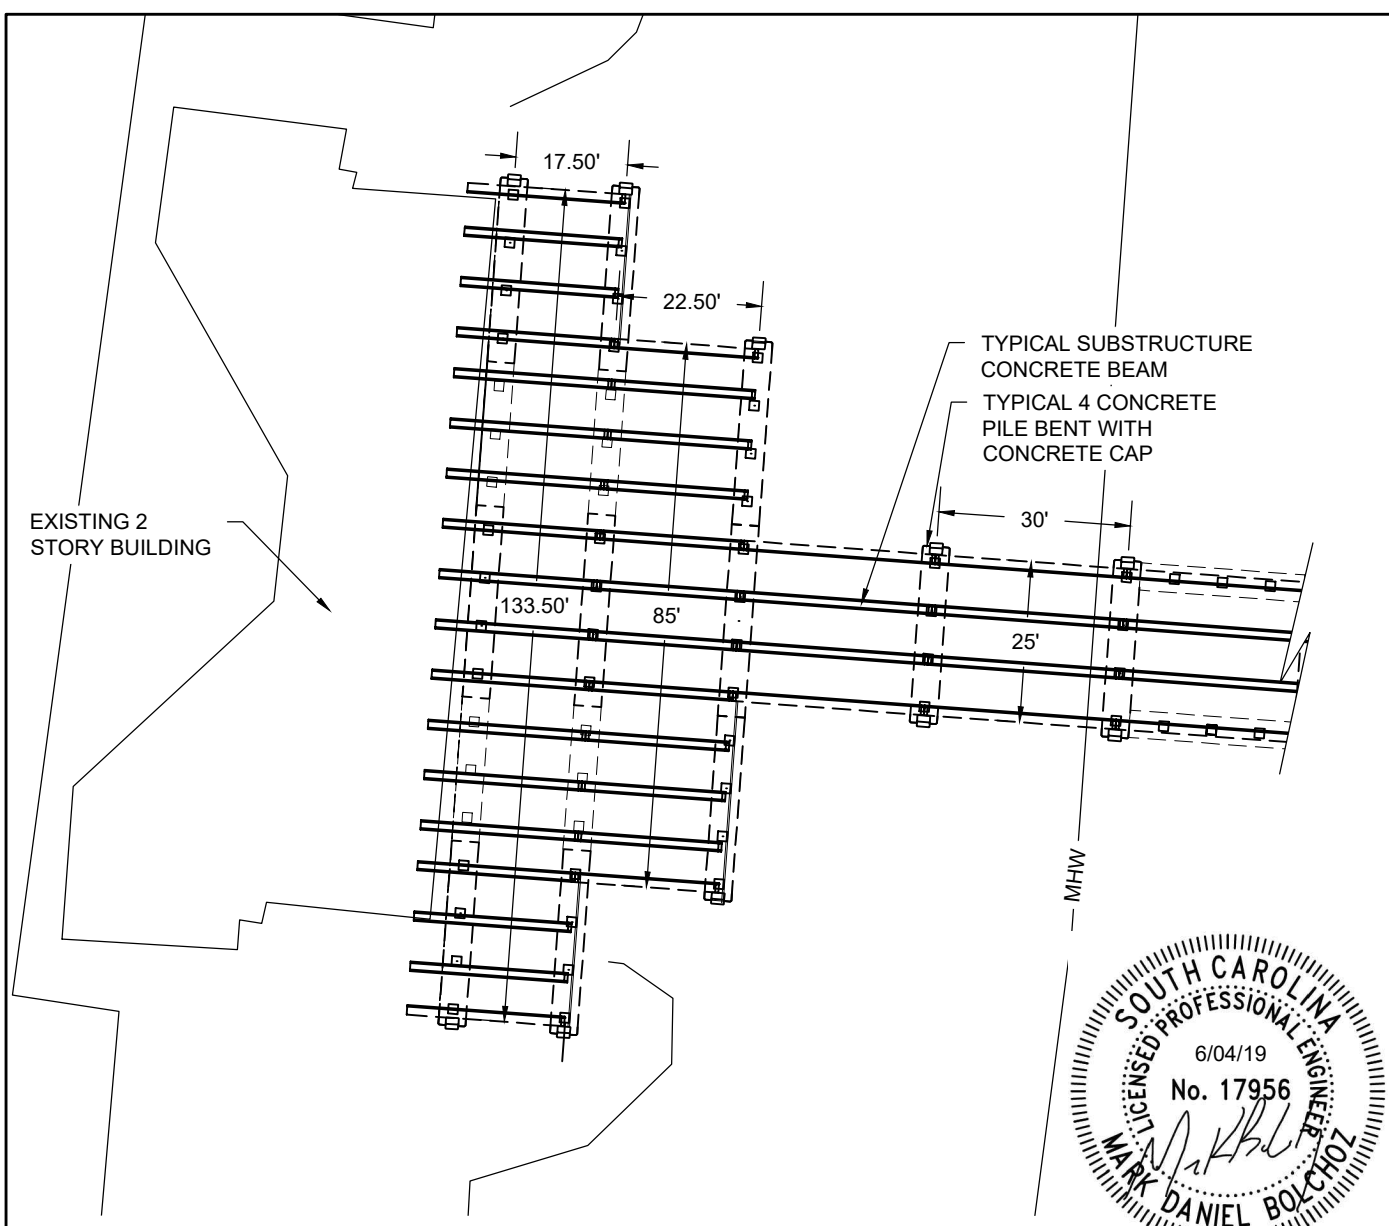 17.50'
22.50'
TYPICAL SUBSTRUCTURE
CONCRETE BEAM
TYPICAL 4 CONCRETE
PILE BENT WITH
CONCRETE CAP
30'
EXISTING 2
STORY BUILDING
133.50'
85'
25'
MHW
SOUTH CAROLINA
LICENSED PROFESSIONAL ENGINEER
6/04/19
No. 17956
MARK DANIEL BOLCHOZ